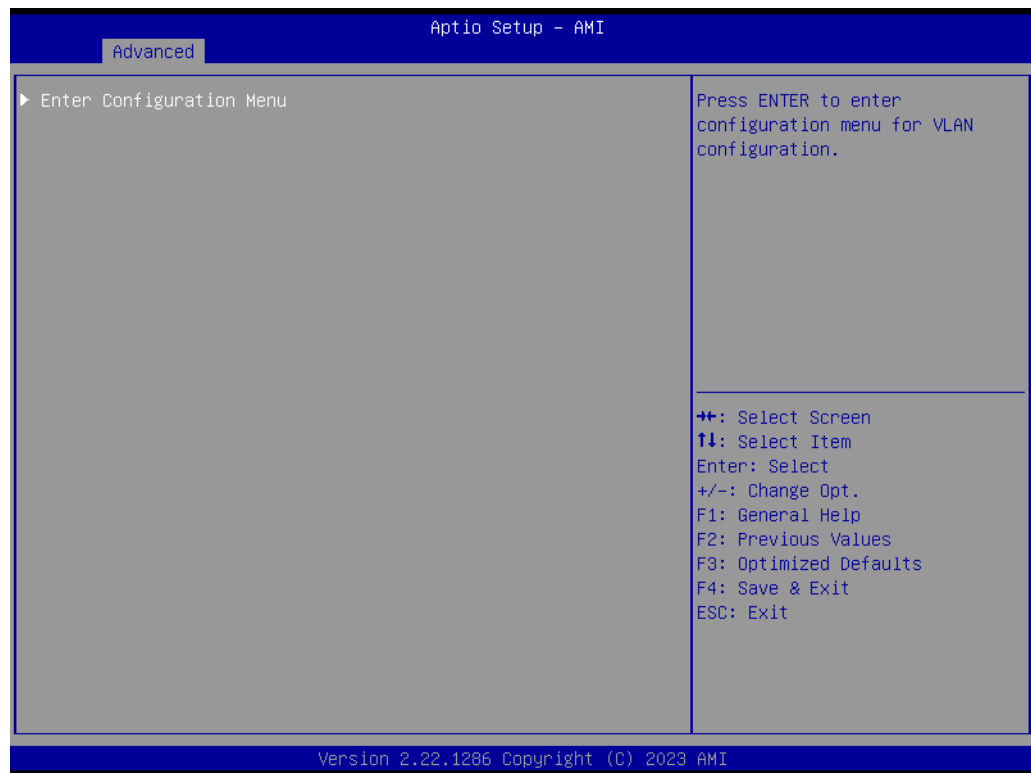 Aptio Setup – AMI
Advanced
▶ Enter Configuration Menu
Press ENTER to enter
configuration menu for VLAN
configuration.
→←: Select Screen
↑↓: Select Item
Enter: Select
+/-: Change Opt.
F1: General Help
F2: Previous Values
F3: Optimized Defaults
F4: Save & Exit
ESC: Exit
Version 2.22.1286 Copyright (C) 2023 AMI